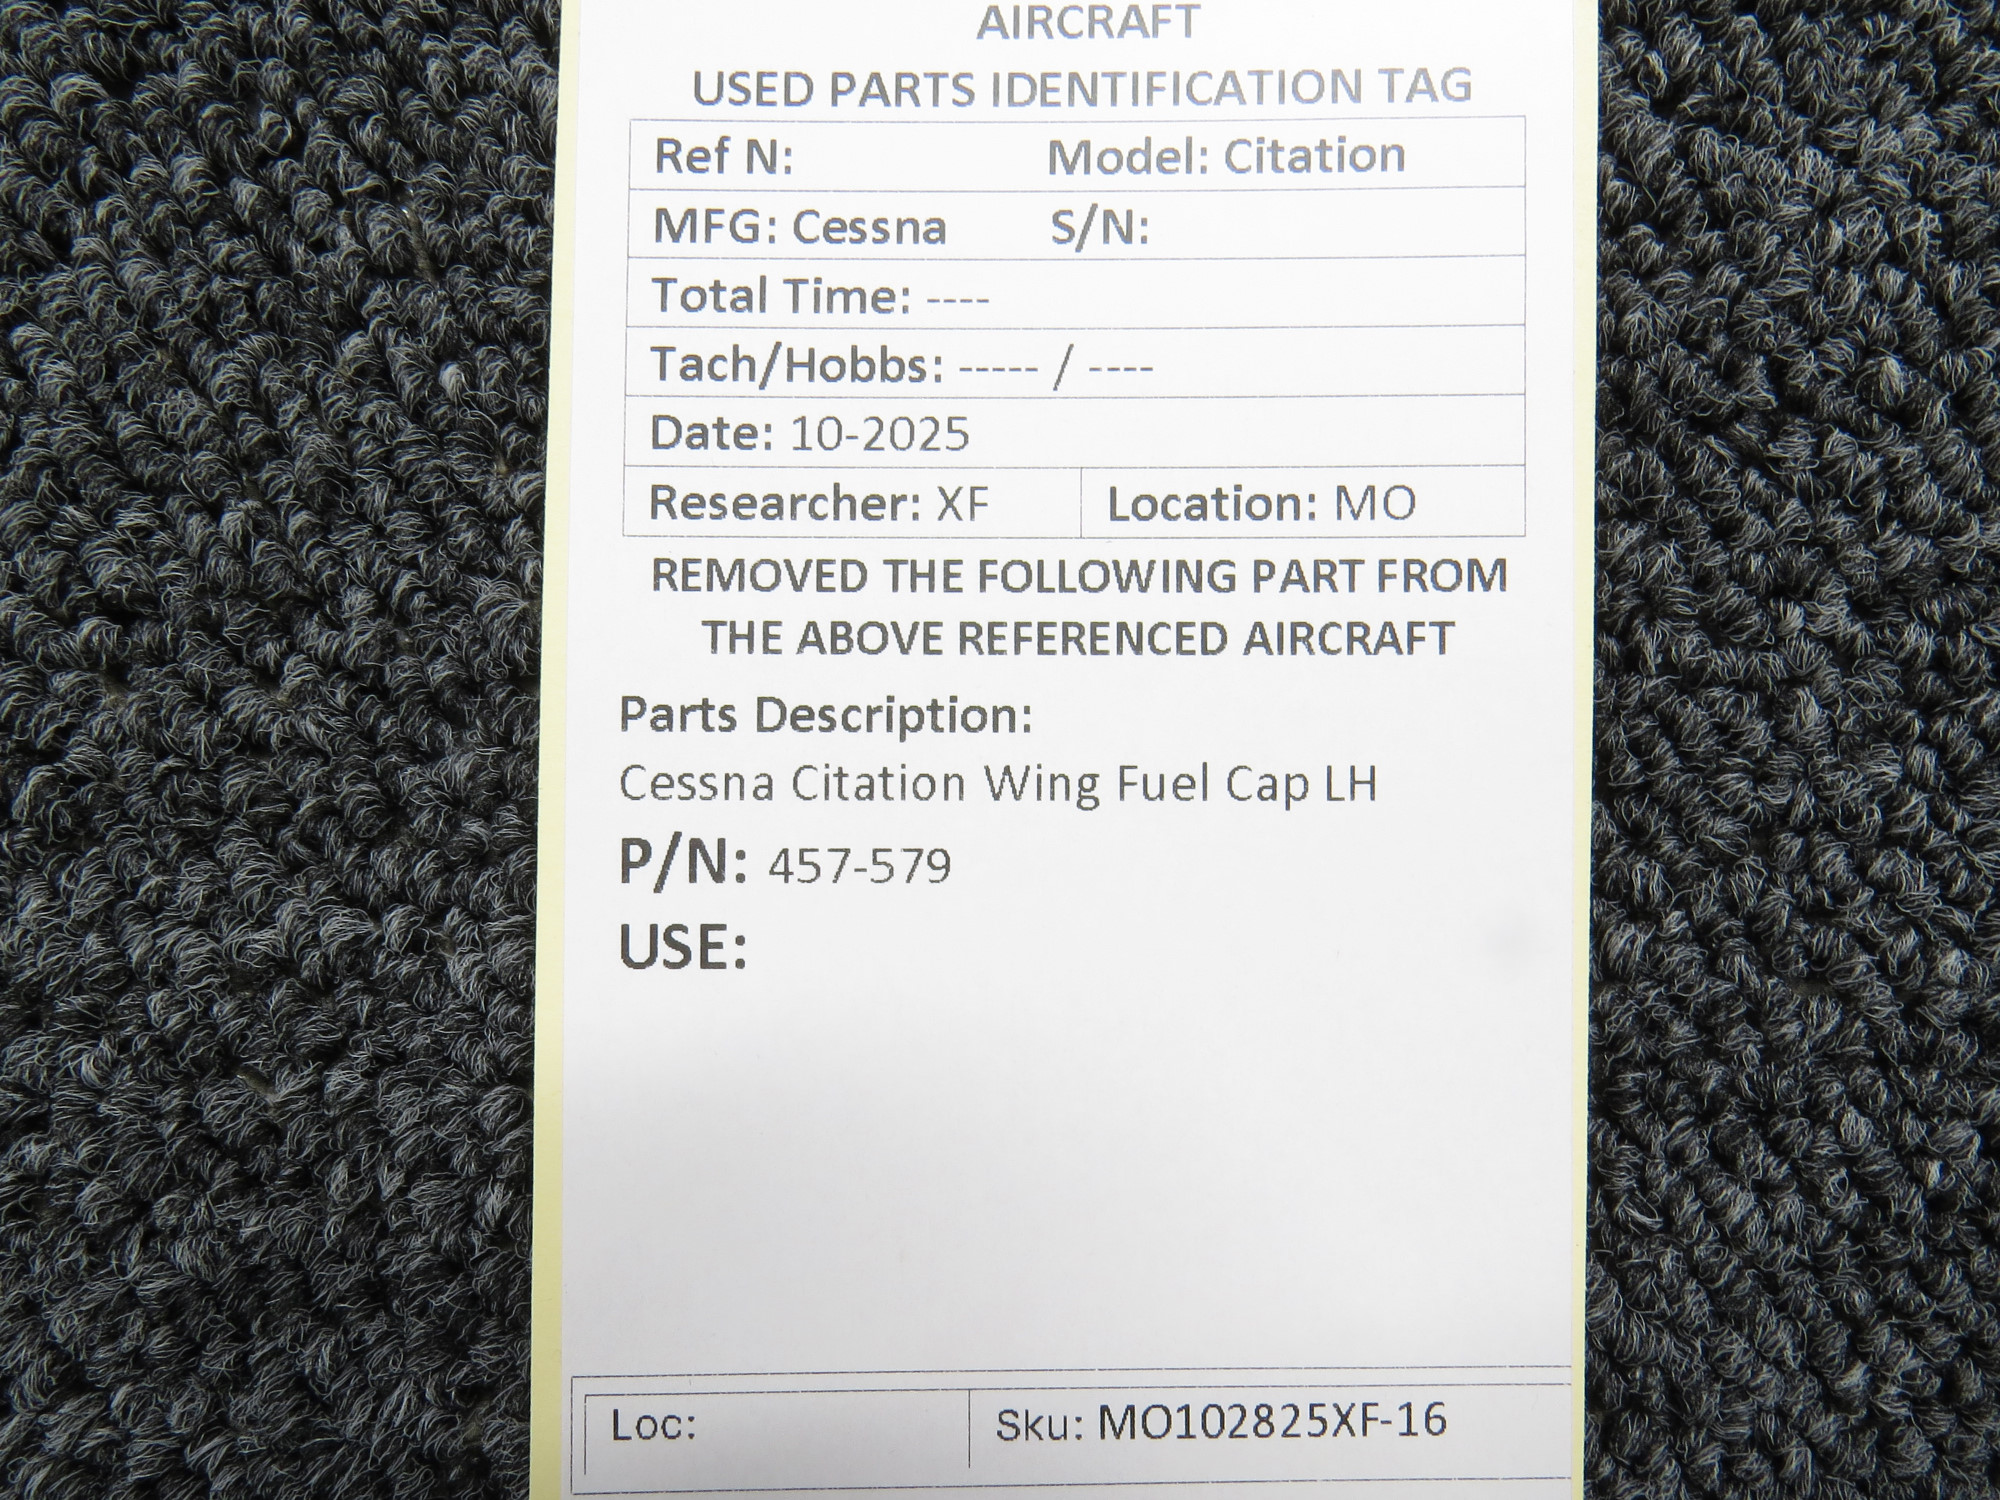 AIRCRAFT
USED PARTS IDENTIFICATION TAG
Ref N: Model: Citation
MFG: Cessna S/N:
Total Time: ----
Tach/Hobbs: ----- / ----
Date: 10-2025
Researcher: XF Location: MO
REMOVED THE FOLLOWING PART FROM
THE ABOVE REFERENCED AIRCRAFT
Parts Description:
Cessna Citation Wing Fuel Cap LH
P/N: 457-579
USE:
Loc: Sku: MO102825XF-16